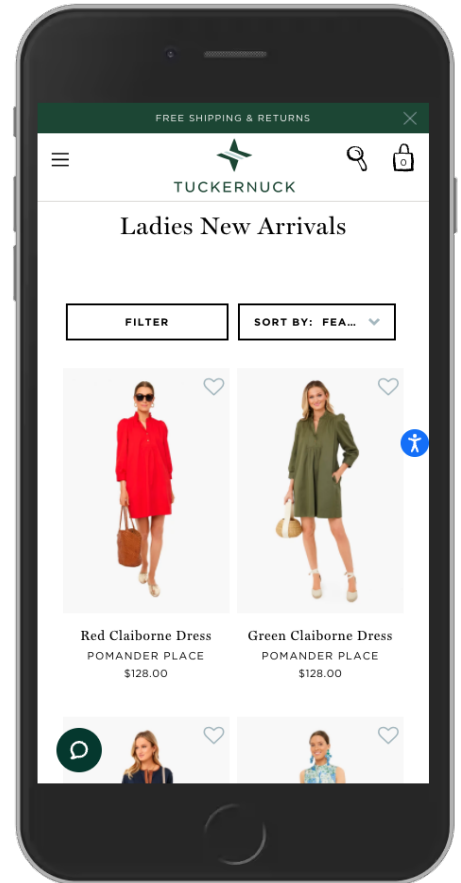 FREE SHIPPING & RETURNS
TUCKERNUCK
0
Ladies New Arrivals
FILTER
SORT BY: FEA...
Red Claiborne Dress
Green Claiborne Dress
POMANDER PLACE
POMANDER PLACE
$128.00
$128.00